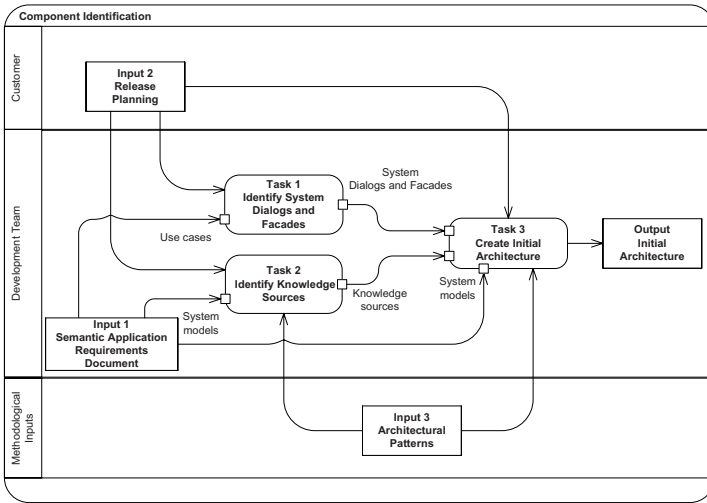 Component Identification
Customer
Input 2
Release
Planning
Development Team
Task 1
Identify System
Dialogs and
Facades
System
Dialogs and Facades
Use cases
Task 2
Identify Knowledge
Sources
Knowledge
sources
Task 3
Create Initial
Architecture
Output
Initial
Architecture
System
models
System
models
Input 1
Semantic Application
Requirements
Document
Methodological
Inputs
Input 3
Architectural
Patterns